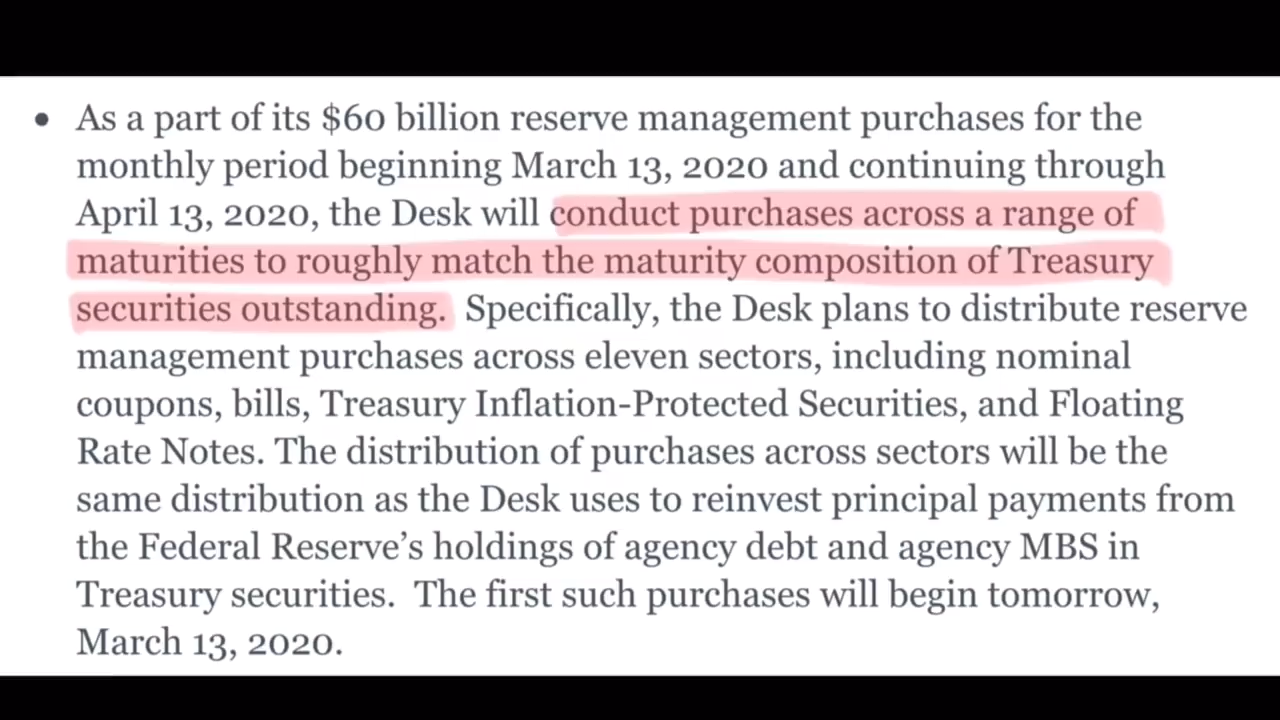 • As a part of its $60 billion reserve management purchases for the
monthly period beginning March 13, 2020 and continuing through
April 13, 2020, the Desk will conduct purchases across a range of
maturities to roughly match the maturity composition of Treasury
securities outstanding.  Specifically, the Desk plans to distribute reserve
management purchases across eleven sectors, including nominal
coupons, bills, Treasury Inflation-Protected Securities, and Floating
Rate Notes. The distribution of purchases across sectors will be the
same distribution as the Desk uses to reinvest principal payments from
the Federal Reserve’s holdings of agency debt and agency MBS in
Treasury securities.  The first such purchases will begin tomorrow,
March 13, 2020.